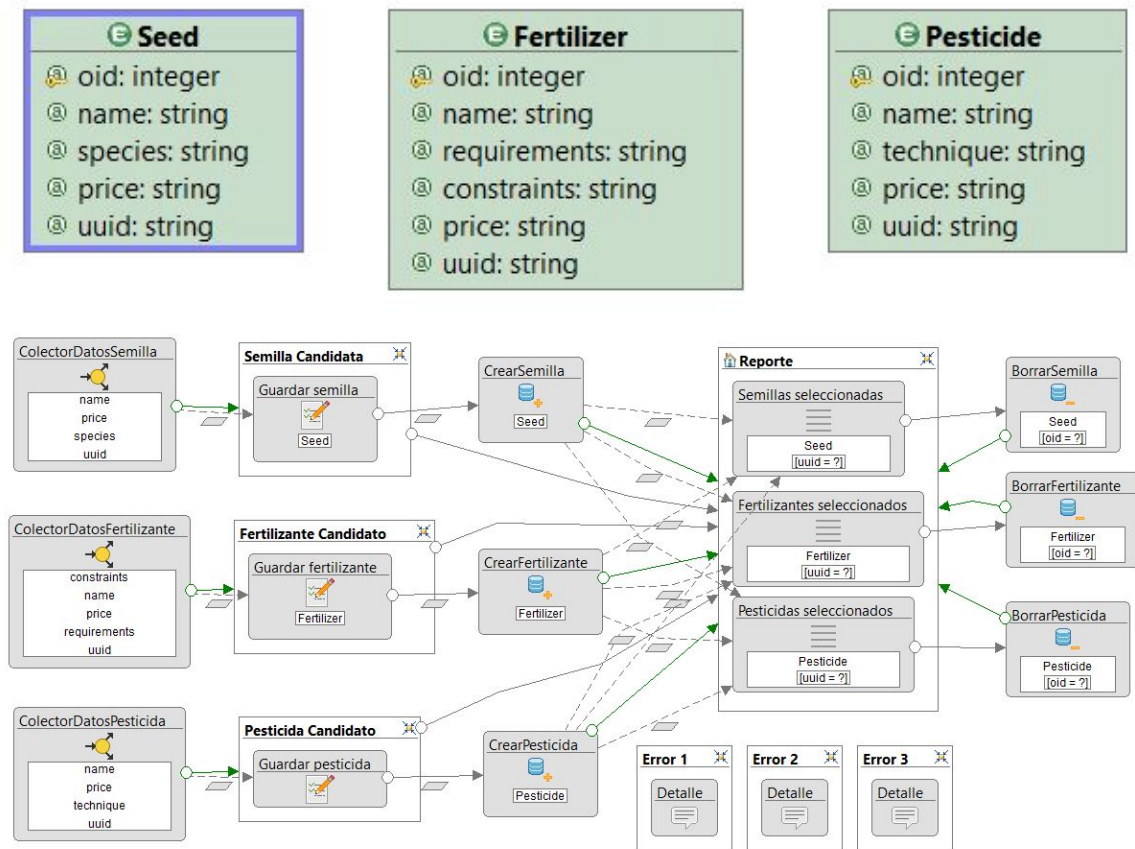 Seed
oid: integer
name: string
species: string
price: string
uuid: string
Fertilizer
oid: integer
name: string
requirements: string
constraints: string
price: string
uuid: string
Pesticide
oid: integer
name: string
technique: string
price: string
uuid: string
ColectorDatosSemilla
name
price
species
uuid
Semilla Candidata
Guardar semilla
Seed
CrearSemilla
Seed
Reporte
Semillas seleccionadas
Seed
[uuid = ?]
Fertilizantes seleccionados
Fertilizer
[uuid = ?]
Pesticidas seleccionados
Pesticide
[uuid = ?]
BorrarSemilla
Seed
[oid = ?]
BorrarFertilizante
Fertilizer
[oid = ?]
BorrarPesticida
Pesticide
[oid = ?]
ColectorDatosFertilizante
constraints
name
price
requirements
uuid
Fertilizante Candidato
Guardar fertilizante
Fertilizer
CrearFertilizante
Fertilizer
ColectorDatosPesticida
name
price
technique
uuid
Pesticida Candidato
Guardar pesticida
CrearPesticida
Pesticide
Error 1
Detalle
Error 2
Detalle
Error 3
Detalle